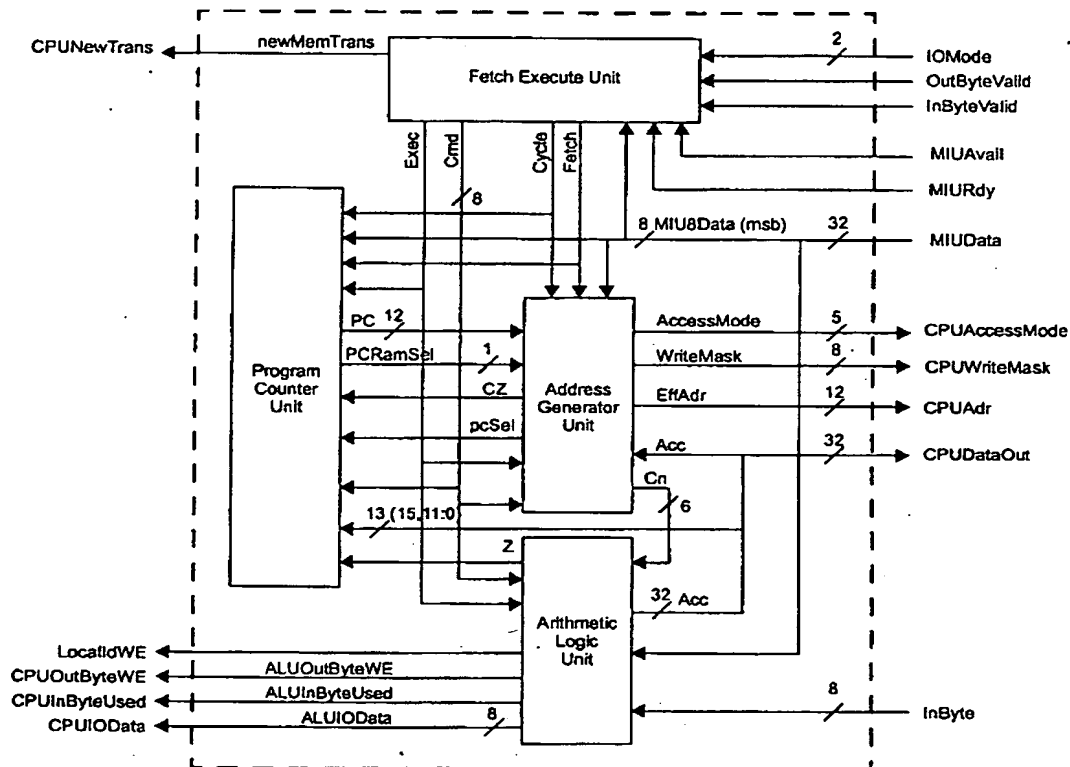 CPUNewTrans
newMemTrans
Fetch Execute Unit
2
IOMode
OutByteValid
InByteValid
Exec
Cmd
Cycle
Fetch
MIUAvail
MIURdy
8
8 MIU8Data (msb)
32
MIUData
PC 12
PCRamSel 1
CZ
pcSel
Program
Counter
Unit
Address
Generator
Unit
AccessMode
5
CPUAccessMode
WriteMask
8
CPUWriteMask
EffAdr
12
CPUAdr
Acc
32
CPUDataOut
Cn
6
13 (15,11:0)
Z
32 Acc
Arithmetic
Logic
Unit
LocalIdWE
CPUOutByteWE
ALUOutByteWE
CPUInByteUsed
ALUInByteUsed
CPUIOData
ALUIOData
8
8
InByte